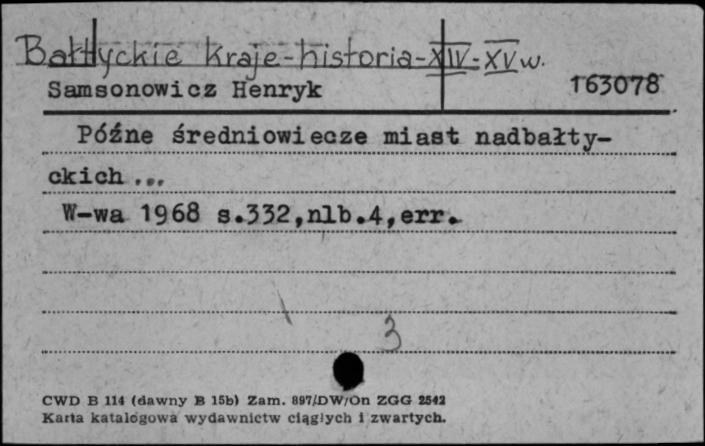 Bałtyckie kraje - historia - XIV - XV w.
Samsonowicz Henryk 163078
Późne średniowiecze miast nadbałty-
ckich ...
W-wa 1968 s.332,nlb.4,err.
3
CWD B 114 (dawny B 15b) Zam. 897/DW/On ZGG 2542
Karta katalogowa wydawnictw ciągłych i zwartych.